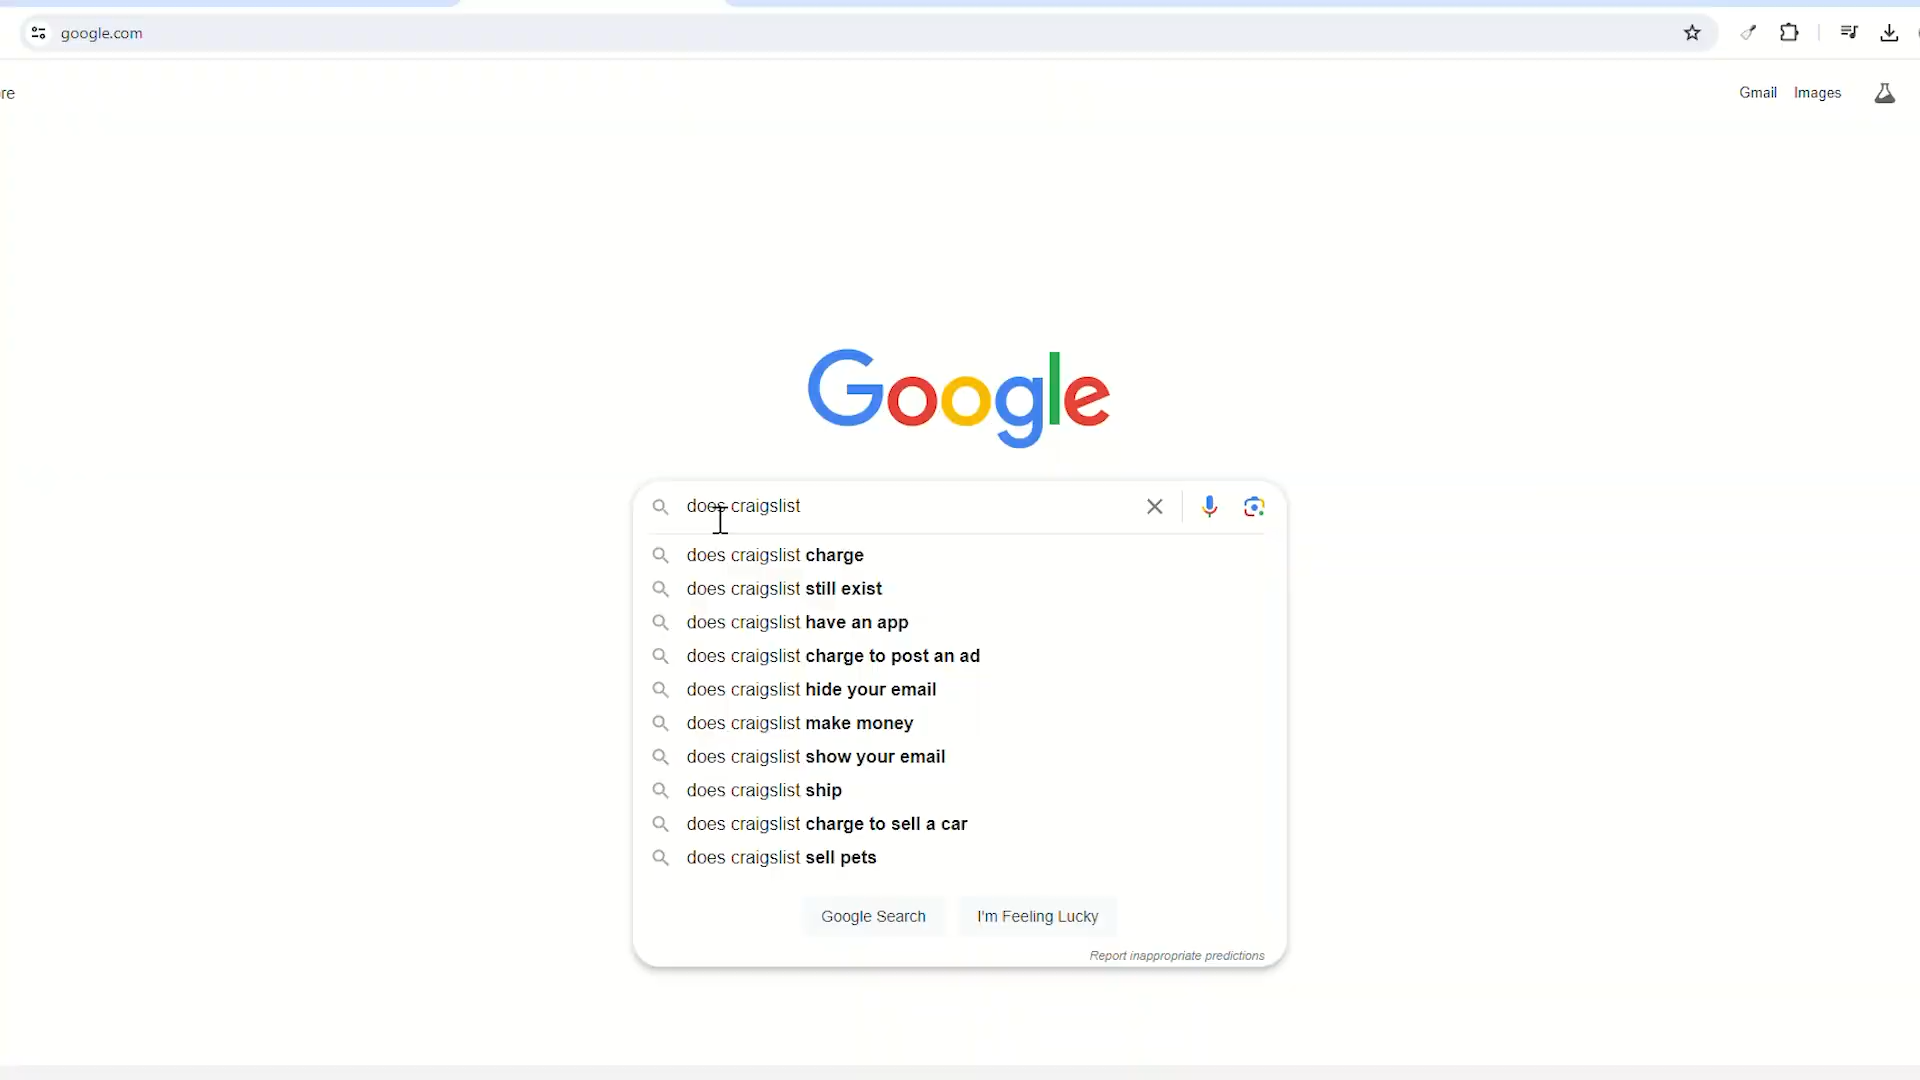 google.com
re
Gmail Images
Google
does craigslist
does craigslist charge
does craigslist still exist
does craigslist have an app
does craigslist charge to post an ad
does craigslist hide your email
does craigslist make money
does craigslist show your email
does craigslist ship
does craigslist charge to sell a car
does craigslist sell pets
Google Search I'm Feeling Lucky
Report inappropriate predictions